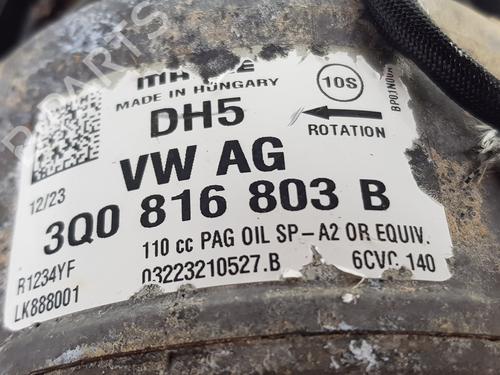 MADE IN HUNGARY
10S
DH5
ROTATION
12/23
VW AG
3Q0 816 803 B
110 cc PAG OIL SP-A2 OR EQUIV.
R1234YF
03223210527.B
6CVC 140
LK888001